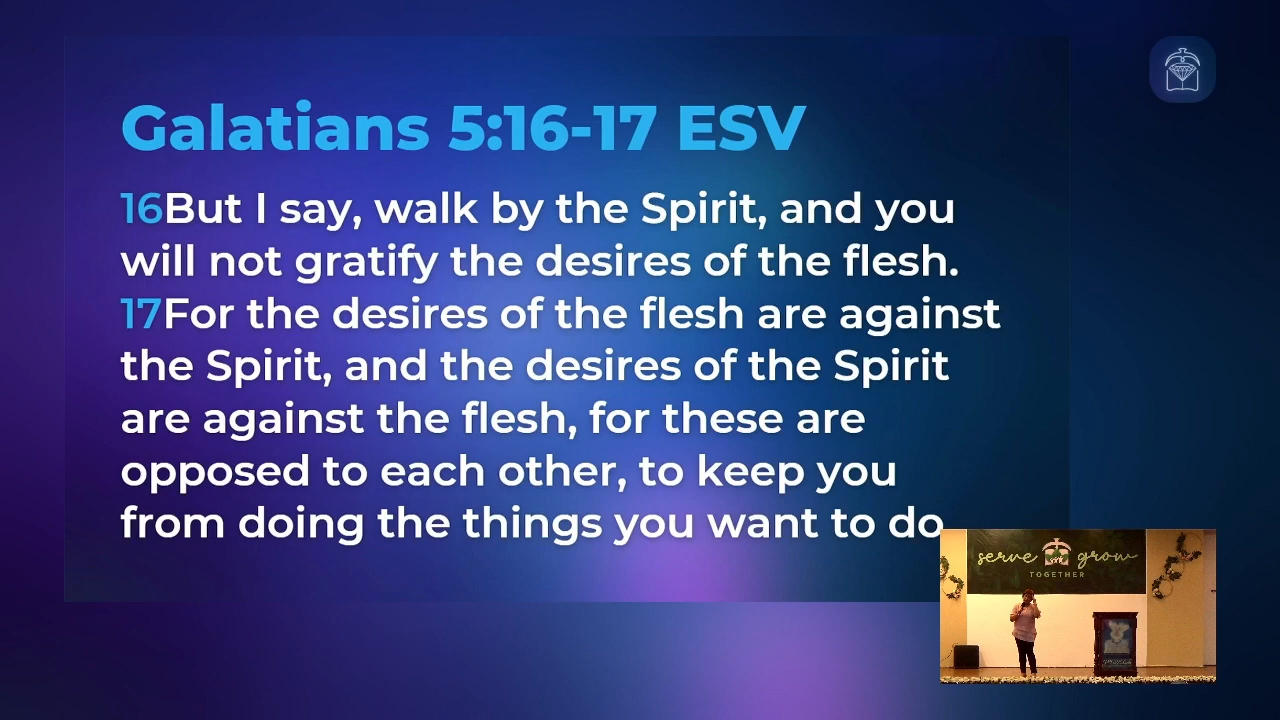 Galatians 5:16-17 ESV
16But I say, walk by the Spirit, and you
will not gratify the desires of the flesh.
17For the desires of the flesh are against
the Spirit, and the desires of the Spirit
are against the flesh, for these are
opposed to each other, to keep you
from doing the things you want to do
serve grow
TOGETHER